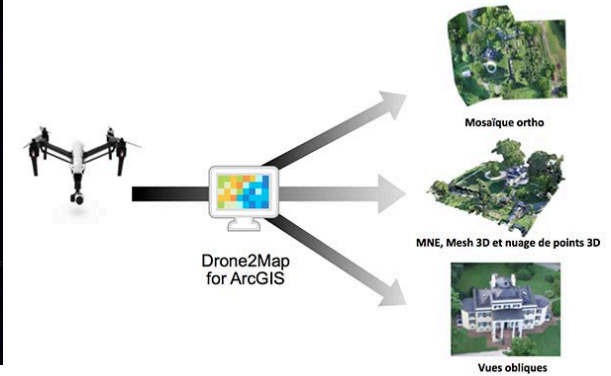 Mosaïque ortho
Drone2Map
for ArcGIS
MNE, Mesh 3D et nuage de points 3D
Vues obliques